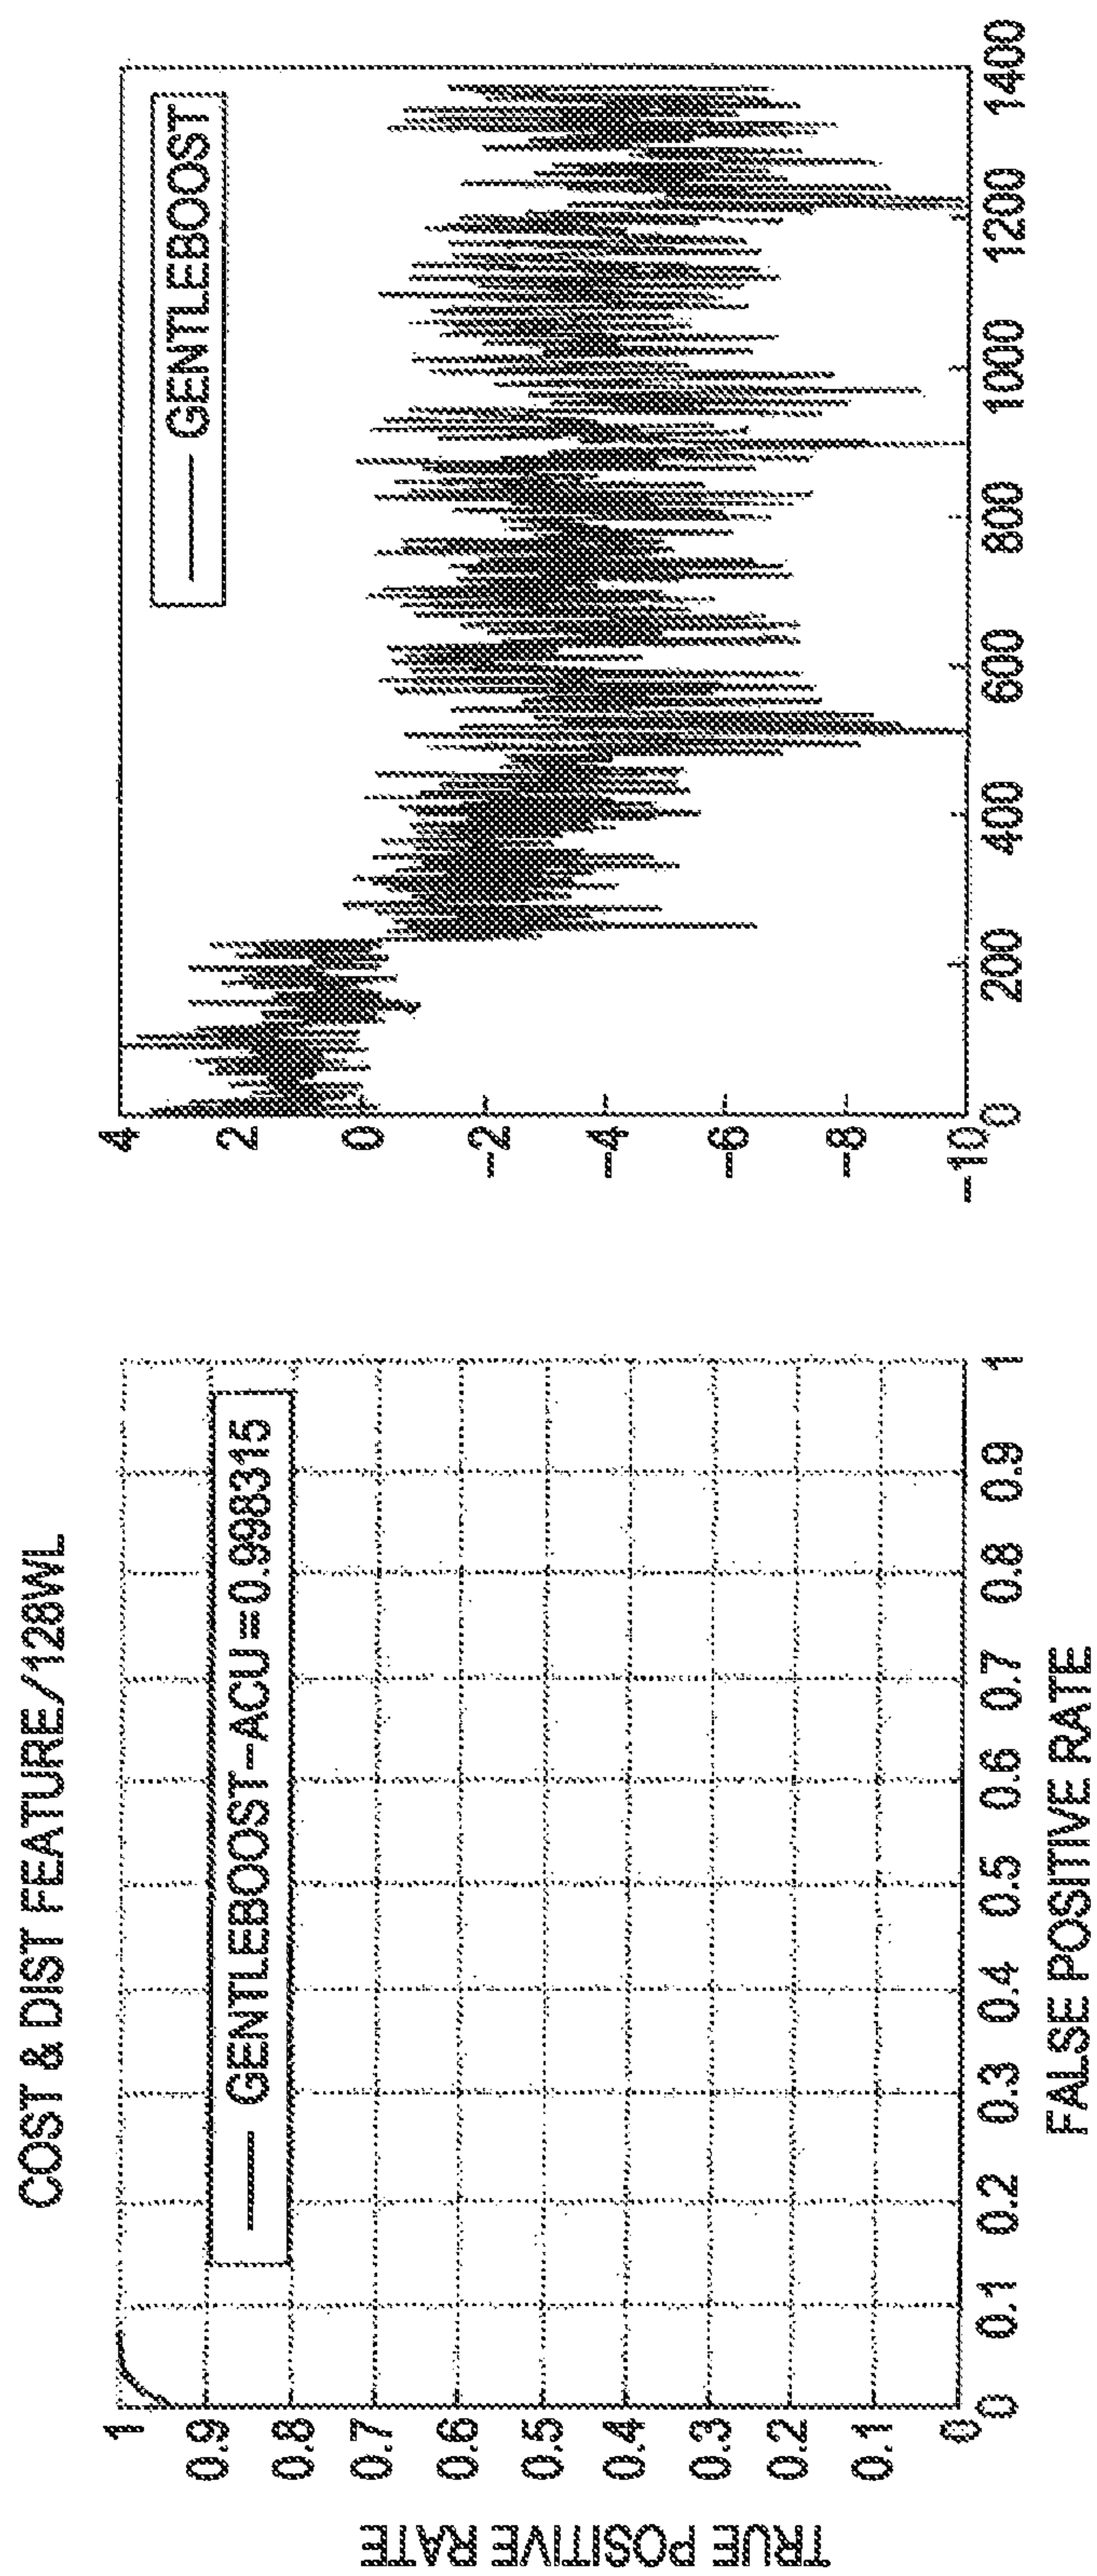 COST & DIST FEATURE/128WL
TRUE POSITIVE RATE
1
0.9
0.8
0.7
0.6
0.5
0.4
0.3
0.2
0.1
0
GENTLEBOOST-ACU=0.998315
0 0.1 0.2 0.3 0.4 0.5 0.6 0.7 0.8 0.9 1
FALSE POSITIVE RATE
4
2
0
-2
-4
-6
-8
-10
GENTLEBOOST
0 200 400 600 800 1000 1200 1400